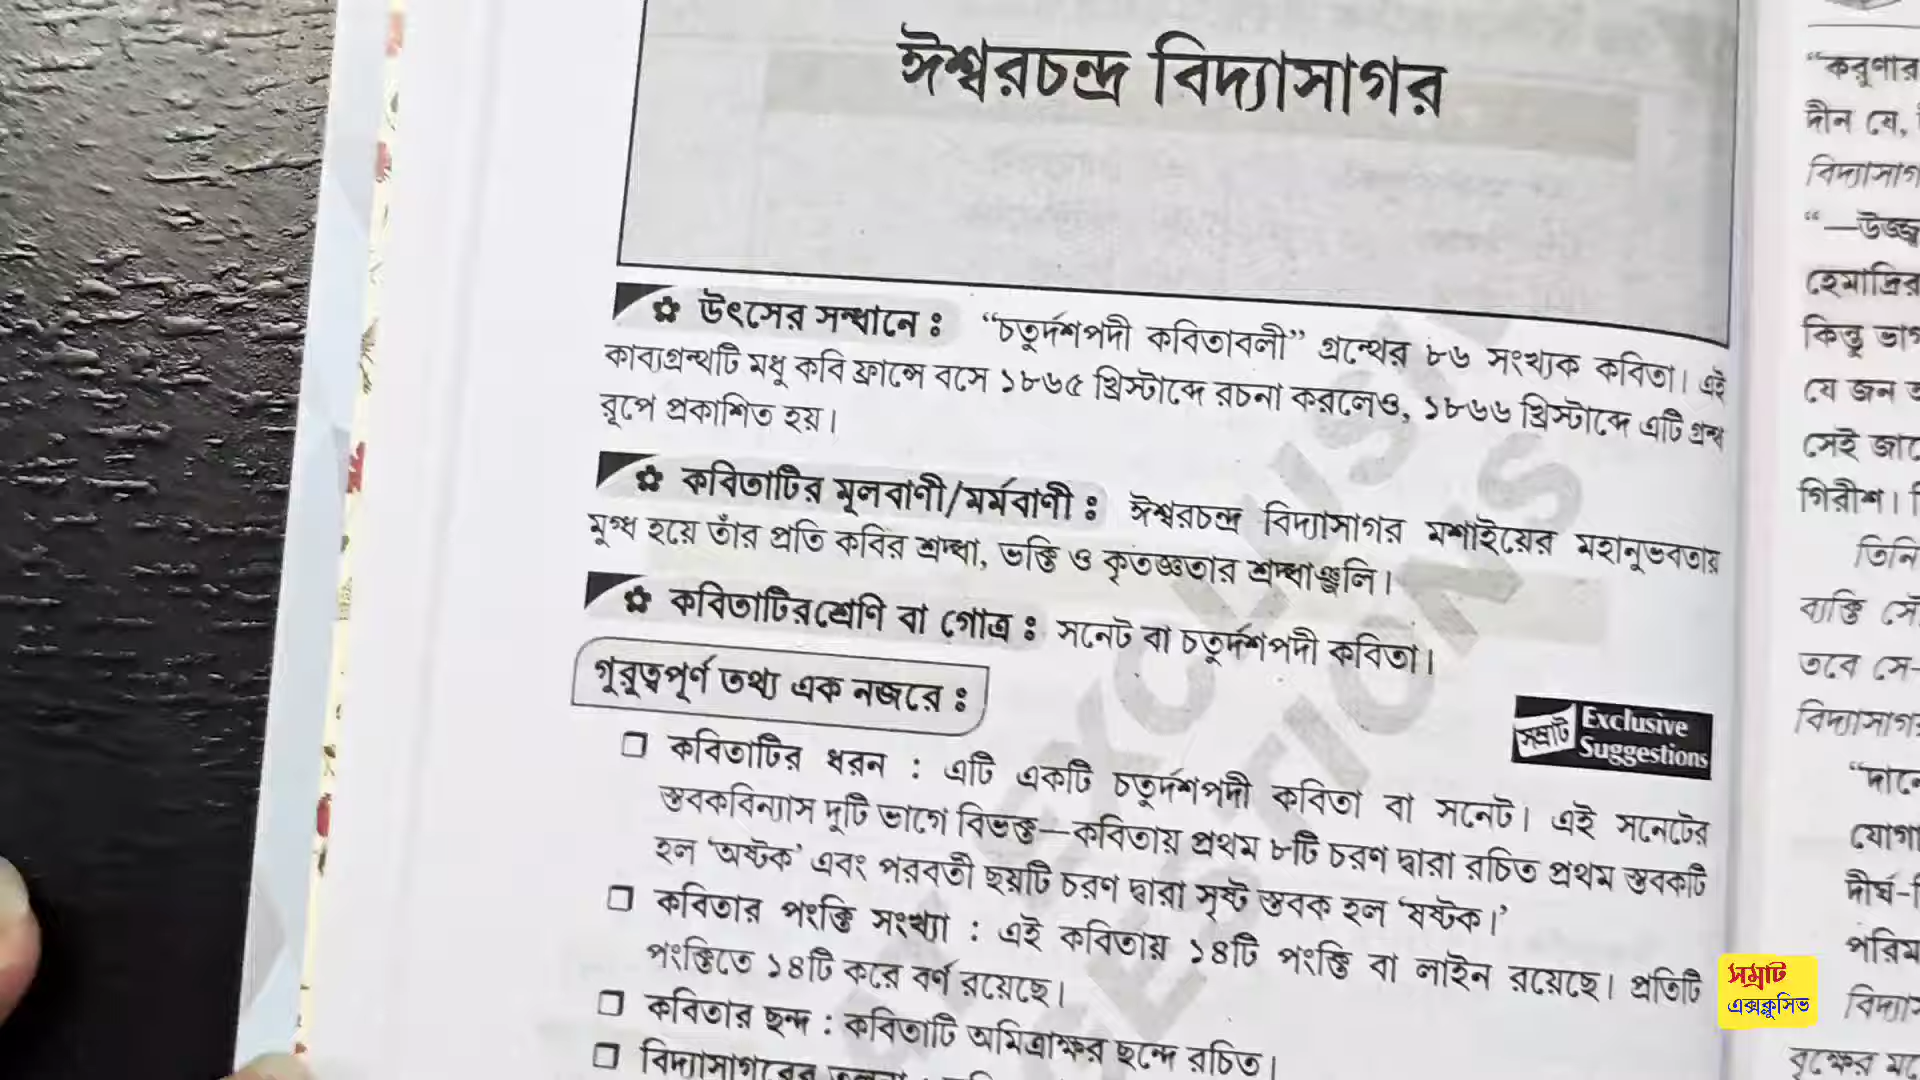 ঈশ্বরচন্দ্র বিদ্যাসাগর
✿ উৎসের সন্ধানে : “চতুর্দশপদী কবিতাবলী” গ্রন্থের ৮৬ সংখ্যক কবিতা। এই
কাব্যগ্রন্থটি মধু কবি ফ্রান্সে বসে ১৮৬৫ খ্রিস্টাব্দে রচনা করলেও, ১৮৬৬ খ্রিস্টাব্দে এটি গ্রন্থ
রূপে প্রকাশিত হয়।
✿ কবিতাটির মূলবাণী/মর্মবাণী : ঈশ্বরচন্দ্র বিদ্যাসাগর মশাইয়ের মহানুভবতায়
মুগ্ধ হয়ে তাঁর প্রতি কবির শ্রদ্ধা, ভক্তি ও কৃতজ্ঞতার শ্রদ্ধাঞ্জলি।
✿ কবিতাটিরশ্রেণি বা গোত্র : সনেট বা চতুর্দশপদী কবিতা।
গুরুত্বপূর্ণ তথ্য এক নজরে :
সম্রাট Exclusive
Suggestions
❑ কবিতাটির ধরন : এটি একটি চতুর্দশপদী কবিতা বা সনেট। এই সনেটের
স্তবকবিন্যাস দুটি ভাগে বিভক্ত—কবিতায় প্রথম ৮টি চরণ দ্বারা রচিত প্রথম স্তবকটি
হল ‘অষ্টক’ এবং পরবর্তী ছয়টি চরণ দ্বারা সৃষ্ট স্তবক হল ‘ষষ্টক।’
❑ কবিতার পংক্তি সংখ্যা : এই কবিতায় ১৪টি পংক্তি বা লাইন রয়েছে। প্রতিটি
পংক্তিতে ১৪টি করে বর্ণ রয়েছে।
❑ কবিতার ছন্দ : কবিতাটি অমিত্রাক্ষর ছন্দে রচিত।
❑ বিদ্যাসাগরের
“করুণার
দীন যে,
বিদ্যাসাগ
“—উজ্জ্ব
হেমাদ্রির
কিন্তু ভাগ
যে জন
সেই জা
গিরীশ।
তিনি
ব্যক্তি
তবে সে-
বিদ্যাসাগ
“দানে
যোগা
দীর্ঘ-
পরিম
বিদ্যা
বৃক্ষের
সম্রাট
এক্সক্লুসিভ